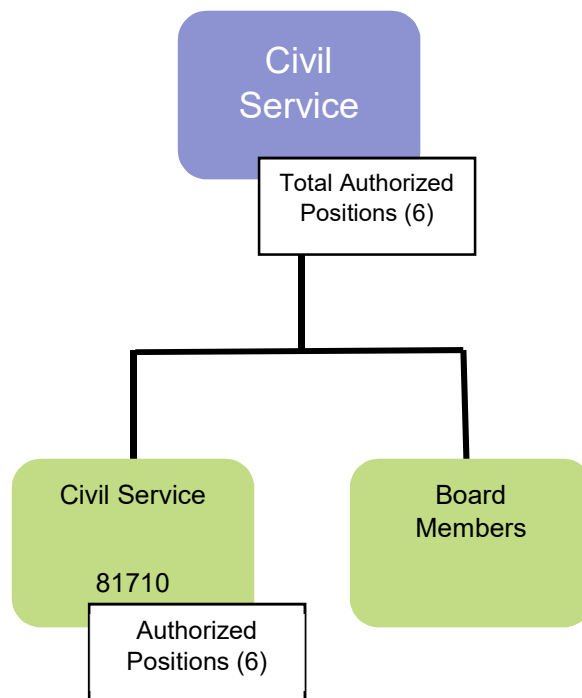 Civil
Service
Total Authorized
Positions (6)
Civil Service
81710
Authorized
Positions (6)
Board
Members